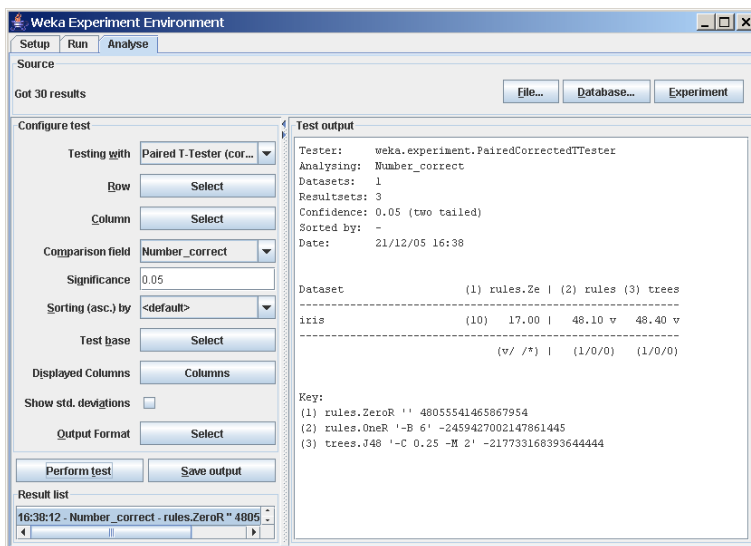 Weka Experiment Environment
Setup Run Analyse
Source
Got 30 results
File... Database... Experiment
Configure test
Testing with Paired T-Tester (cor...
Row Select
Column Select
Comparison field Number_correct
Significance 0.05
Sorting (asc.) by <default>
Test base Select
Displayed Columns Columns
Show std. deviations
Output Format Select
Perform test Save output
Result list
16:38:12 - Number_correct - rules.ZeroR '' 4805
Test output
Tester: weka.experiment.PairedCorrectedTTester
Analysing: Number_correct
Datasets: 1
Resultsets: 3
Confidence: 0.05 (two tailed)
Sorted by: -
Date: 21/12/05 16:38
Dataset (1) rules.Ze | (2) rules (3) trees
------------------------------------------------------------
iris (10) 17.00 | 48.10 v 48.40 v
------------------------------------------------------------
(v/ /*) | (1/0/0) (1/0/0)
Key:
(1) rules.ZeroR '' 48055541465867954
(2) rules.OneR '-B 6' -2459427002147861445
(3) trees.J48 '-C 0.25 -M 2' -217733168393644444